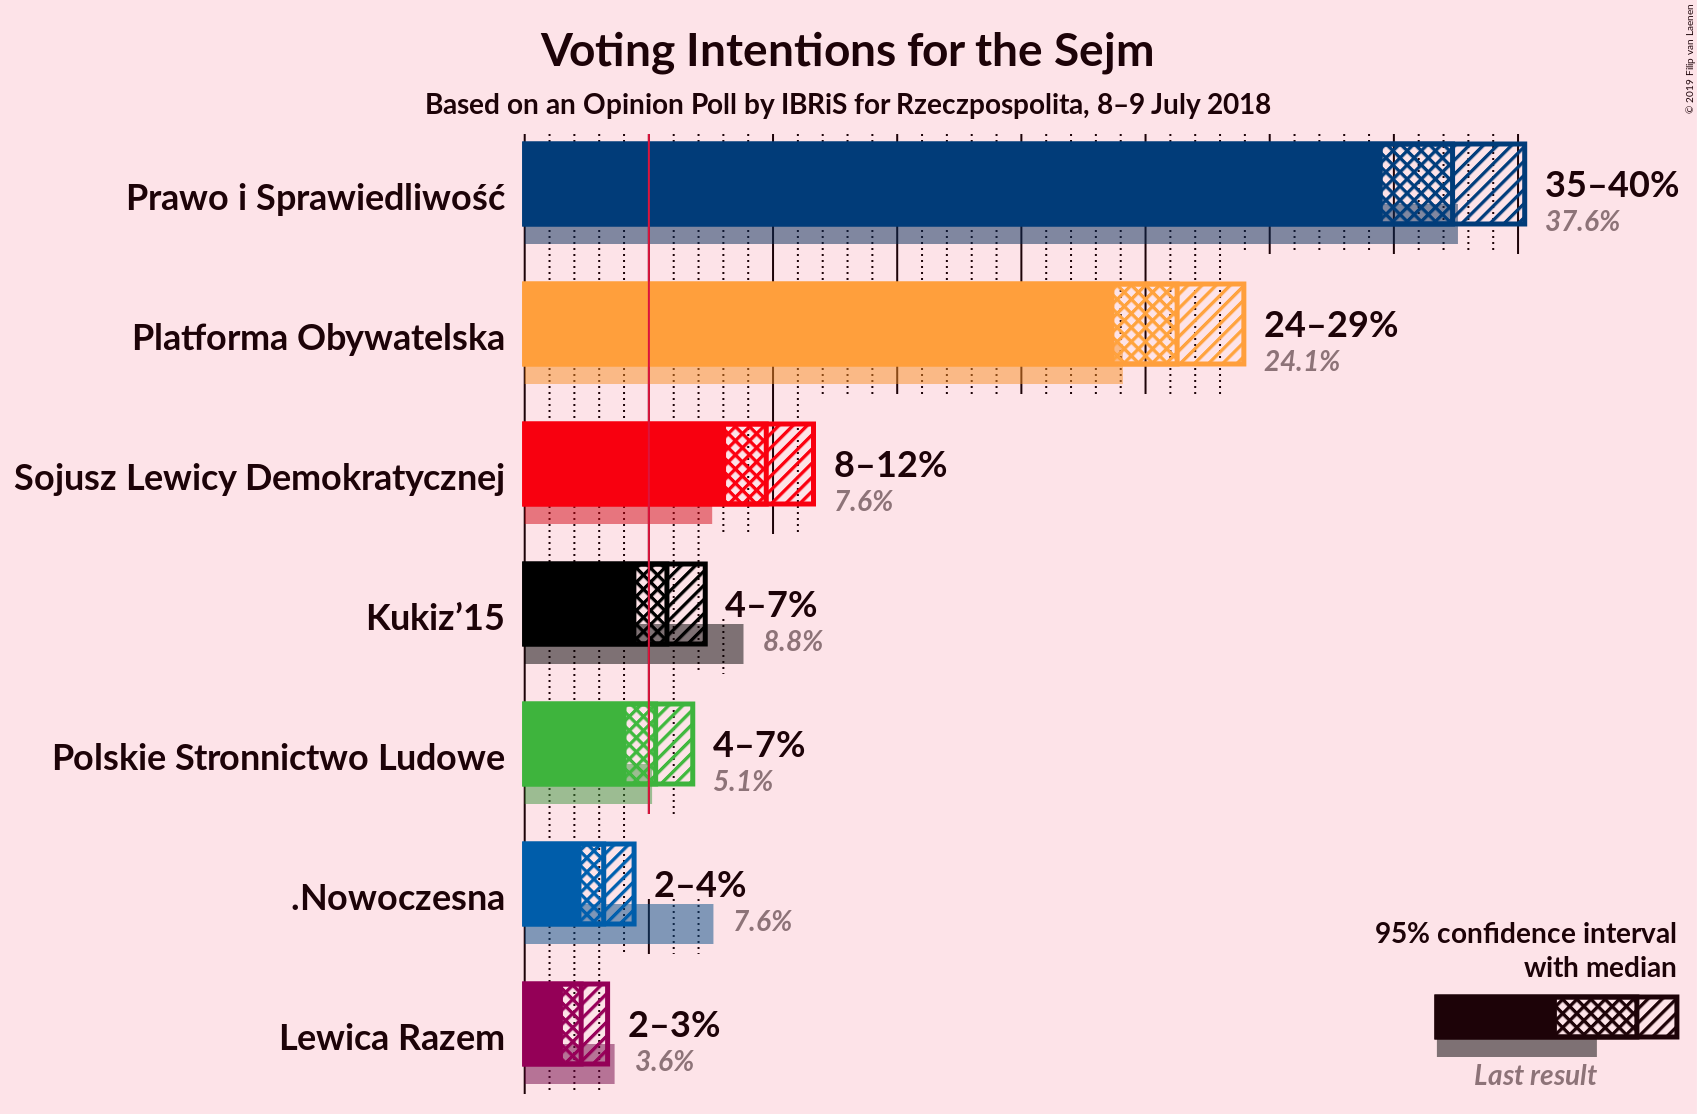 Voting Intentions for the Sejm
Based on an Opinion Poll by IBRiS for Rzeczpospolita, 8–9 July 2018
© 2019 Filip van Laenen
Prawo i Sprawiedliwość
35–40%
37.6%
Platforma Obywatelska
24–29%
24.1%
Sojusz Lewicy Demokratycznej
8–12%
7.6%
Kukiz’15
4–7%
8.8%
Polskie Stronnictwo Ludowe
4–7%
5.1%
.Nowoczesna
2–4%
7.6%
Lewica Razem
2–3%
3.6%
95% confidence interval
with median
Last result